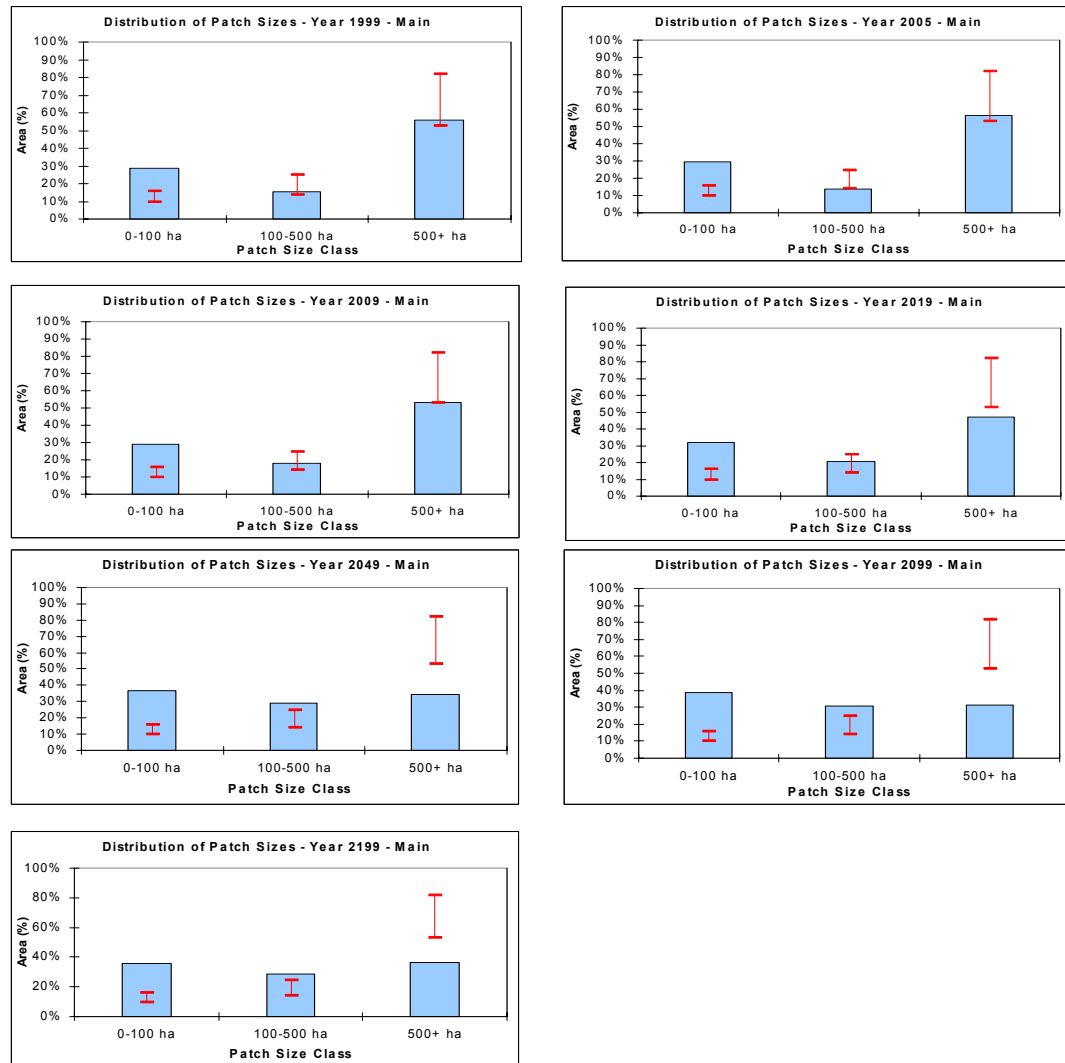 Distribution of Patch Sizes - Year 1999 - Main
Area (%)
100%
90%
80%
70%
60%
50%
40%
30%
20%
10%
0%
0-100 ha 100-500 ha 500+ ha
Patch Size Class
Distribution of Patch Sizes - Year 2005 - Main
Area (%)
100%
90%
80%
70%
60%
50%
40%
30%
20%
10%
0%
0-100 ha 100-500 ha 500+ ha
Patch Size Class
Distribution of Patch Sizes - Year 2009 - Main
Area (%)
100%
90%
80%
70%
60%
50%
40%
30%
20%
10%
0%
0-100 ha 100-500 ha 500+ ha
Patch Size Class
Distribution of Patch Sizes - Year 2019 - Main
Area (%)
100%
90%
80%
70%
60%
50%
40%
30%
20%
10%
0%
0-100 ha 100-500 ha 500+ ha
Patch Size Class
Distribution of Patch Sizes - Year 2049 - Main
Area (%)
100%
90%
80%
70%
60%
50%
40%
30%
20%
10%
0%
0-100 ha 100-500 ha 500+ ha
Patch Size Class
Distribution of Patch Sizes - Year 2099 - Main
Area (%)
100%
90%
80%
70%
60%
50%
40%
30%
20%
10%
0%
0-100 ha 100-500 ha 500+ ha
Patch Size Class
Distribution of Patch Sizes - Year 2199 - Main
Area (%)
100%
80%
60%
40%
20%
0%
0-100 ha 100-500 ha 500+ ha
Patch Size Class